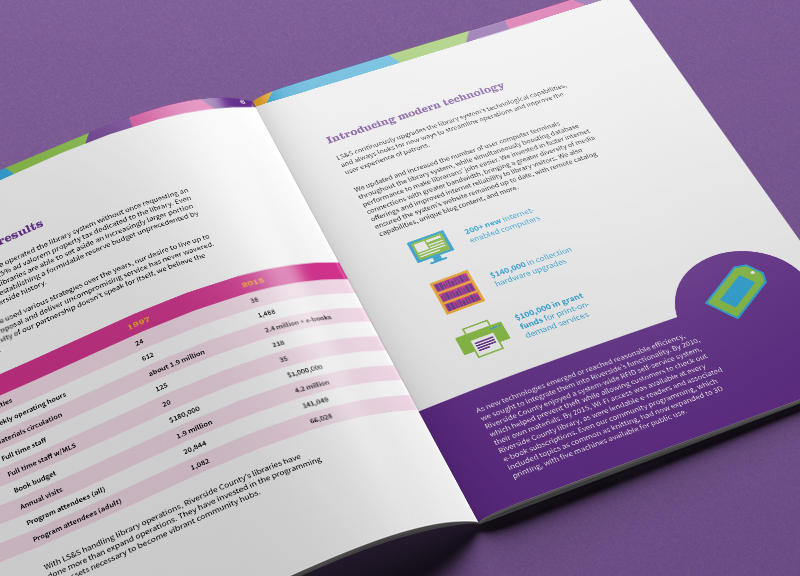 6
results
operated the library system without once requesting an
5% ad valorem property tax dedicated to the library. Even
libraries are able to set aside an increasingly larger portion
establishing a formidable reserve budget unprecedented by
erside history.
used various strategies over the years, our desire to live up to
oposal and deliver uncompromising service has never wavered.
sity of our partnership doesn't speak for itself, we believe the
1997 2015
24 36
ekly operating hours 612 1,488
aterials circulation about 1.9 million 2.4 million + e-books
Full time staff 125 218
Full time staff w/MLS 20 35
Book budget $180,000 $1,000,000
Annual visits 1.9 million 4.2 million
Program attendees (all) 20,844 141,049
Program attendees (adult) 1,082 66,028
With LS&S handling library operations, Riverside County's libraries have
done more than expand operations. They have invested in the programming
assets necessary to become vibrant community hubs.
Introducing modern technology
LS&S continuously upgrades the library system's technological capabilities,
and always looks for new ways to streamline operations and improve the
user experience of patrons.
We updated and increased the number of user computer terminals
throughout the library system, while simultaneously boosting database
performance to make librarians' jobs easier. We invested in faster internet
connections with greater bandwidth, bringing a greater diversity of media
offerings and improved internet reliability to library visitors. We also
ensured the system's website remained up to date, with remote catalog
capabilities, unique blog content, and more.
200+ new internet-
enabled computers
$140,000 in collection
hardware upgrades
$100,000 in grant
funds for print-on-
demand services
As new technologies emerged or reached reasonable efficiency,
we sought to integrate them into Riverside's functionality. By 2010,
Riverside County enjoyed a system-wide RFID self-service system,
which helped prevent theft while allowing customers to check out
their own materials. By 2015, Wi-Fi access was available at every
Riverside County library, as were lendable e-readers and associated
e-book subscriptions. Even our community programming, which
included topics as common as knitting, had now expanded to 3D
printing, with five machines available for public use.